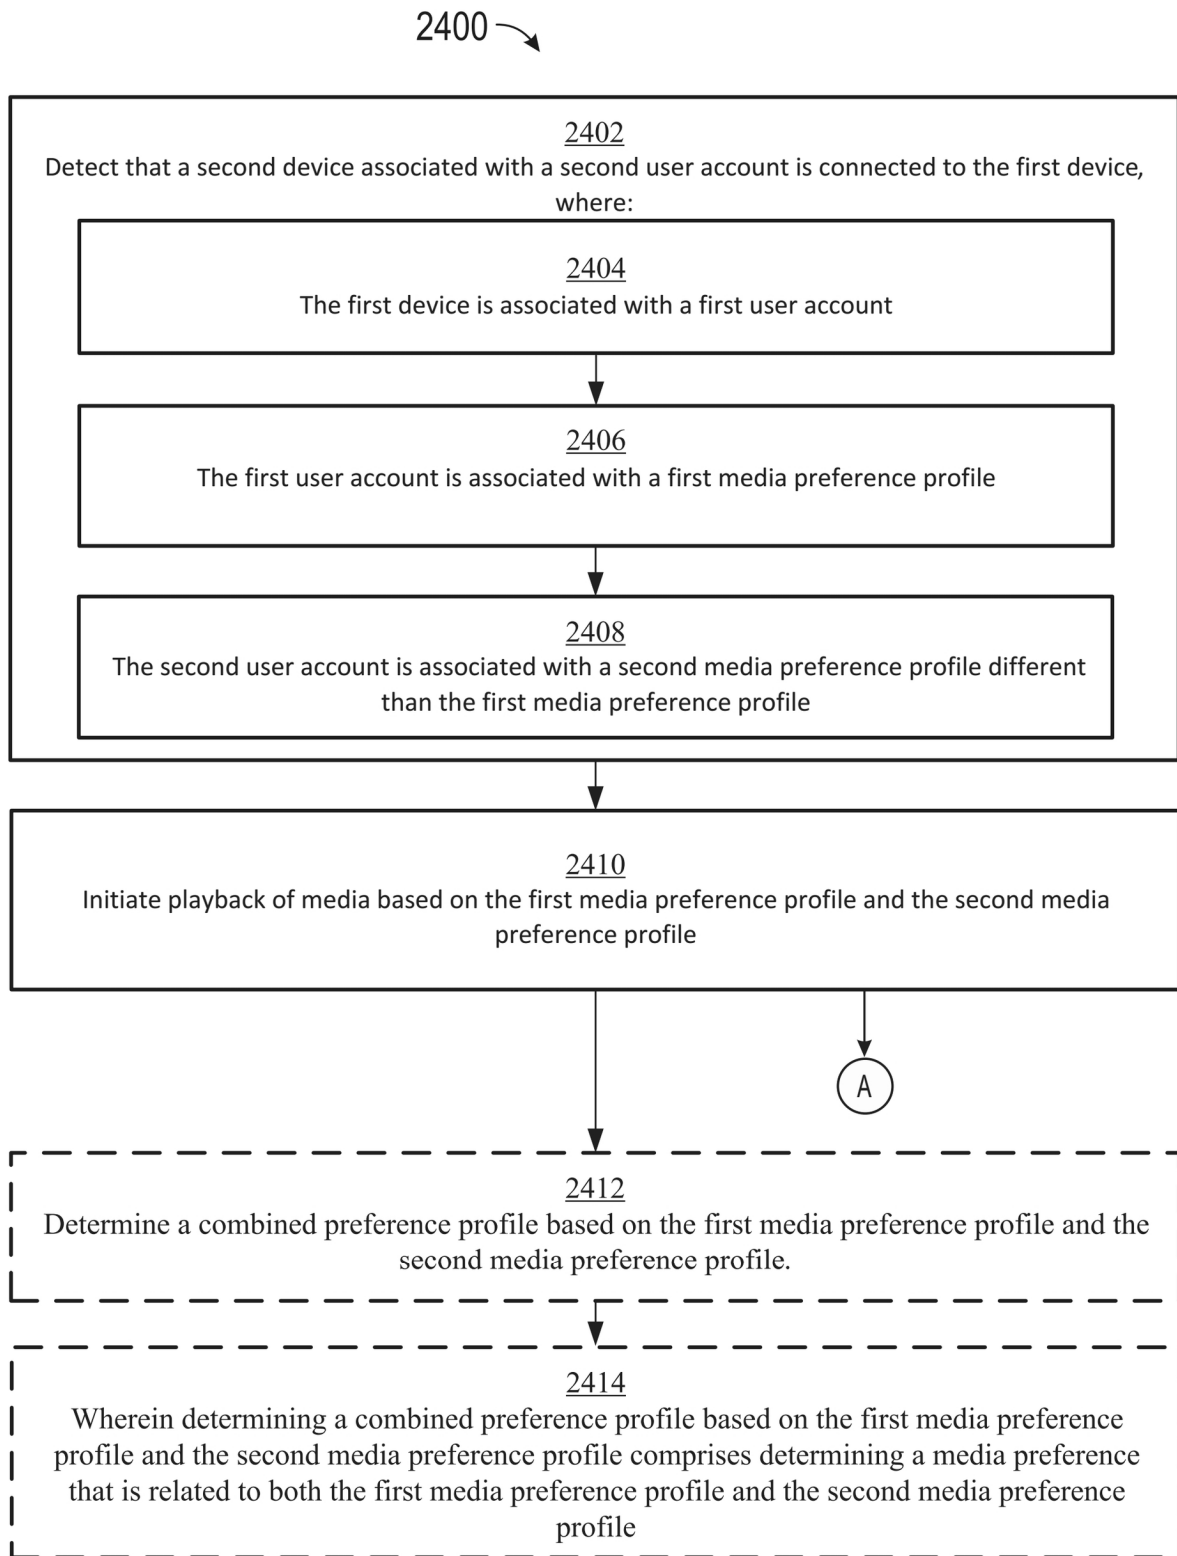 2400
2402
Detect that a second device associated with a second user account is connected to the first device,
where:
2404
The first device is associated with a first user account
2406
The first user account is associated with a first media preference profile
2408
The second user account is associated with a second media preference profile different
than the first media preference profile
2410
Initiate playback of media based on the first media preference profile and the second media
preference profile
A
2412
Determine a combined preference profile based on the first media preference profile and the
second media preference profile.
2414
Wherein determining a combined preference profile based on the first media preference
profile and the second media preference profile comprises determining a media preference
that is related to both the first media preference profile and the second media preference
profile